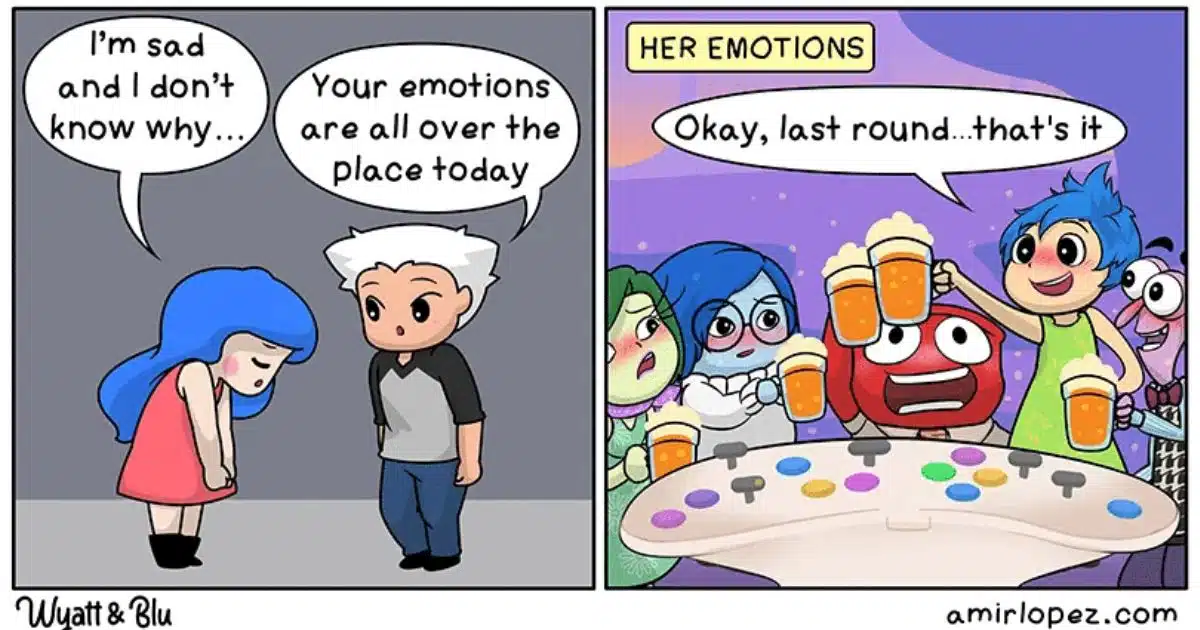 I'm sad
and I don't
know why...
Your emotions
are all over the
place today
HER EMOTIONS
Okay, last round...that's it
Wyatt & Blu
amirlopez.com